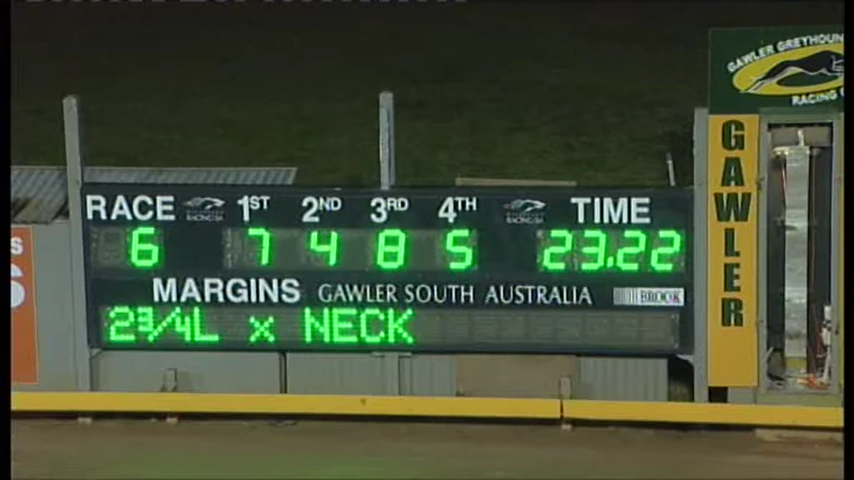 GAWLER GREYHOUND
RACING
GAWLER
RACE 1ST 2ND 3RD 4TH TIME
6 7 4 8 5 23.22
MARGINS GAWLER SOUTH AUSTRALIA BROOK
2¾L x NECK
S
S